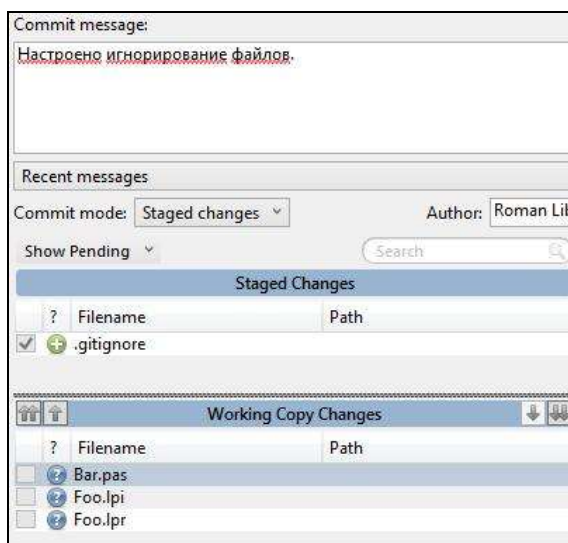 Commit message:
Настроено игнорирование файлов.
Recent messages
Commit mode: Staged changes Author: Roman Lib
Show Pending Search
Staged Changes
? Filename Path
.gitignore
Working Copy Changes
? Filename Path
Bar.pas
Foo.lpi
Foo.lpr